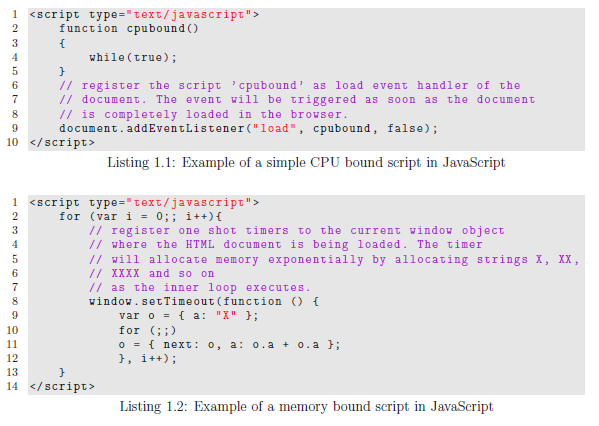 1 <script type="text/javascript">
2 function cpubound()
3 {
4 while(true);
5 }
6 // register the script ’cpubound’ as load event handler of the
7 // document. The event will be triggered as soon as the document
8 // is completely loaded in the browser.
9 document.addEventListener("load", cpubound, false);
10 </script>
Listing 1.1: Example of a simple CPU bound script in JavaScript
1 <script type="text/javascript">
2 for (var i = 0;; i++){
3 // register one shot timers to the current window object
4 // where the HTML document is being loaded. The timer
5 // will allocate memory exponentially by allocating strings X, XX,
6 // XXXX and so on
7 // as the inner loop executes.
8 window.setTimeout(function () {
9 var o = { a: "X" };
10 for (;;)
11 o = { next: o, a: o.a + o.a };
12 }, i++);
13 }
14 </script>
Listing 1.2: Example of a memory bound script in JavaScript